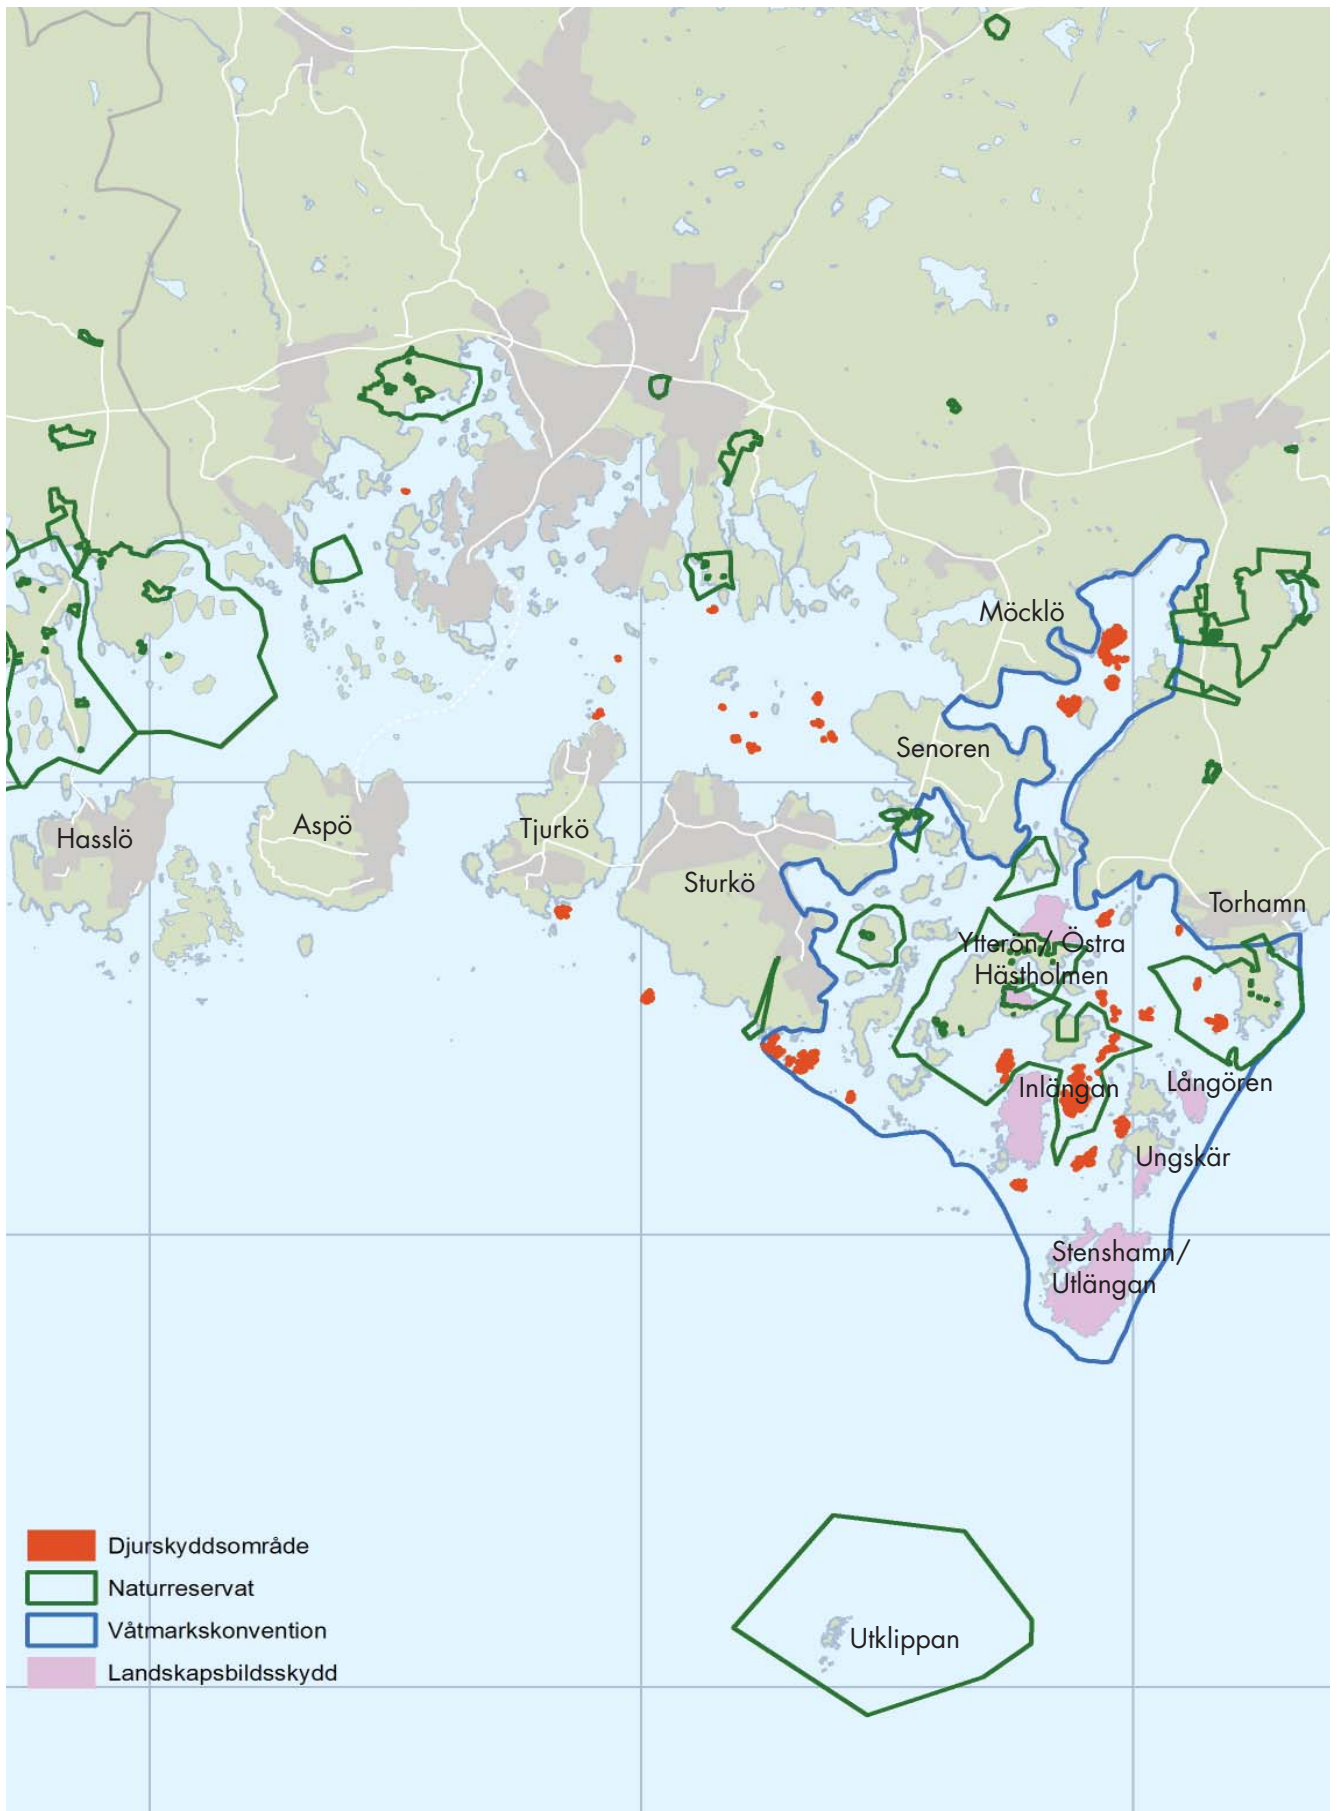 Möcklö
Senoren
Hasslö
Aspö
Tjurkö
Sturkö
Torhamn
Ytterön/ Östra
Hästholmen
Inlängan
Långören
Ungskär
Stenshamn/
Utlängan
Djurskyddsområde
Naturreservat
Våtmarkskonvention
Landskapsbildsskydd
Utklippan